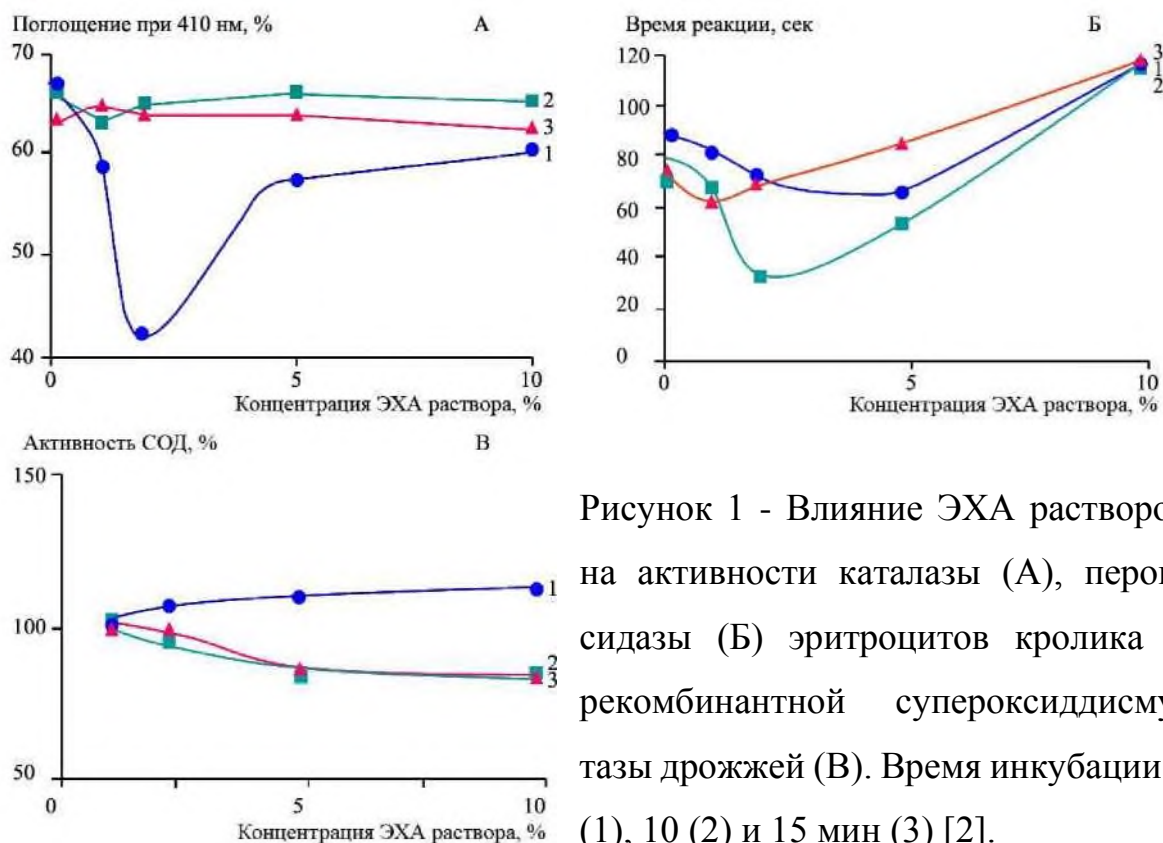 Поглощение при 410 нм, %
А
70
60
50
40
0
5
10
2
3
1
Концентрация ЭХА раствора, %
Время реакции, сек
Б
120
100
80
60
40
20
0
0
5
10
3
1
2
Концентрация ЭХА раствора, %
Активность СОД, %
В
150
100
50
0
5
10
1
2
3
Концентрация ЭХА раствора, %
Рисунок 1 - Влияние ЭХА растворо
на активности каталазы (А), перок
сидазы (Б) эритроцитов кролика
рекомбинантной супероксиддисму
тазы дрожжей (В). Время инкубации
(1), 10 (2) и 15 мин (3) [2].